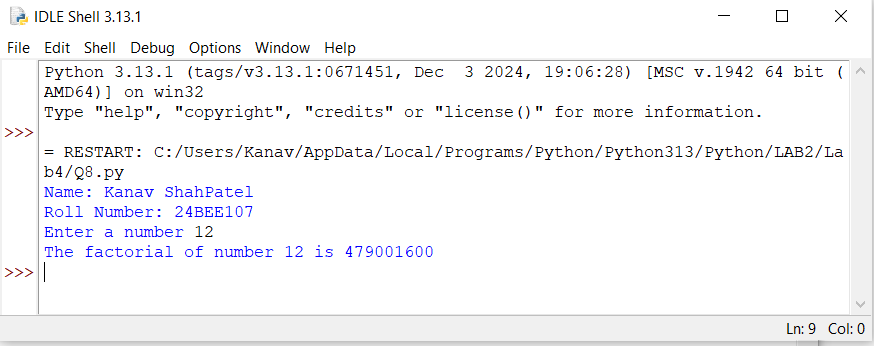 IDLE Shell 3.13.1
File Edit Shell Debug Options Window Help
Python 3.13.1 (tags/v3.13.1:0671451, Dec  3 2024, 19:06:28) [MSC v.1942 64 bit (
AMD64)] on win32
Type "help", "copyright", "credits" or "license()" for more information.
>>>
= RESTART: C:/Users/Kanav/AppData/Local/Programs/Python/Python313/Python/LAB2/La
b4/Q8.py
Name: Kanav ShahPatel
Roll Number: 24BEE107
Enter a number 12
The factorial of number 12 is 479001600
>>>
Ln: 9 Col: 0